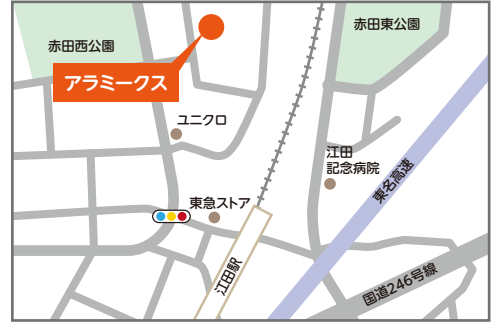 赤田西公園
赤田東公園
アラミークス
ユニクロ
江田
記念病院
東名高速
東急ストア
江田駅
国道246号線